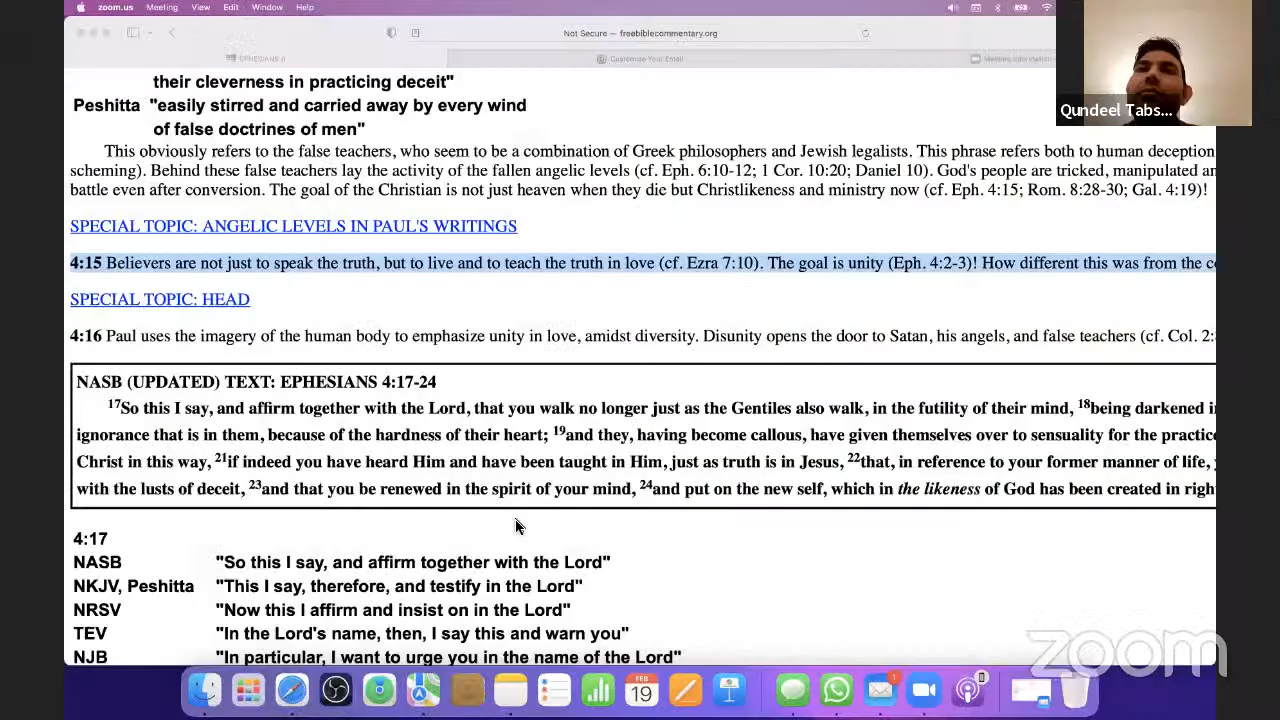 zoom.us Meeting View Edit Window Help
Not Secure — freebiblecommentary.org
EPHESIANS 4 Customize Your Email Meeting Information
their cleverness in practicing deceit"
Peshitta "easily stirred and carried away by every wind
of false doctrines of men"
This obviously refers to the false teachers, who seem to be a combination of Greek philosophers and Jewish legalists. This phrase refers both to human deception
scheming). Behind these false teachers lay the activity of the fallen angelic levels (cf. Eph. 6:10-12; 1 Cor. 10:20; Daniel 10). God's people are tricked, manipulated an
battle even after conversion. The goal of the Christian is not just heaven when they die but Christlikeness and ministry now (cf. Eph. 4:15; Rom. 8:28-30; Gal. 4:19)!
SPECIAL TOPIC: ANGELIC LEVELS IN PAUL'S WRITINGS
4:15 Believers are not just to speak the truth, but to live and to teach the truth in love (cf. Ezra 7:10). The goal is unity (Eph. 4:2-3)! How different this was from the
SPECIAL TOPIC: HEAD
4:16 Paul uses the imagery of the human body to emphasize unity in love, amidst diversity. Disunity opens the door to Satan, his angels, and false teachers (cf. Col. 2:
NASB (UPDATED) TEXT: EPHESIANS 4:17-24
17So this I say, and affirm together with the Lord, that you walk no longer just as the Gentiles also walk, in the futility of their mind, 18being darkened in
ignorance that is in them, because of the hardness of their heart; 19and they, having become callous, have given themselves over to sensuality for the practice
Christ in this way, 21if indeed you have heard Him and have been taught in Him, just as truth is in Jesus, 22that, in reference to your former manner of life,
with the lusts of deceit, 23and that you be renewed in the spirit of your mind, 24and put on the new self, which in the likeness of God has been created in righ
4:17
NASB "So this I say, and affirm together with the Lord"
NKJV, Peshitta "This I say, therefore, and testify in the Lord"
NRSV "Now this I affirm and insist on in the Lord"
TEV "In the Lord's name, then, I say this and warn you"
NJB "In particular, I want to urge you in the name of the Lord"
Qundeel Tabs...
zoom
FEB
19
1